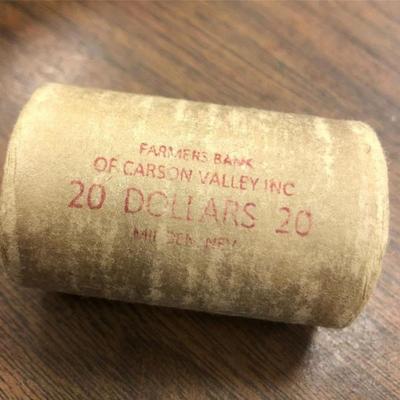 FARMERS BANK
OF CARSON VALLEY INC
20 DOLLARS 20
NEV